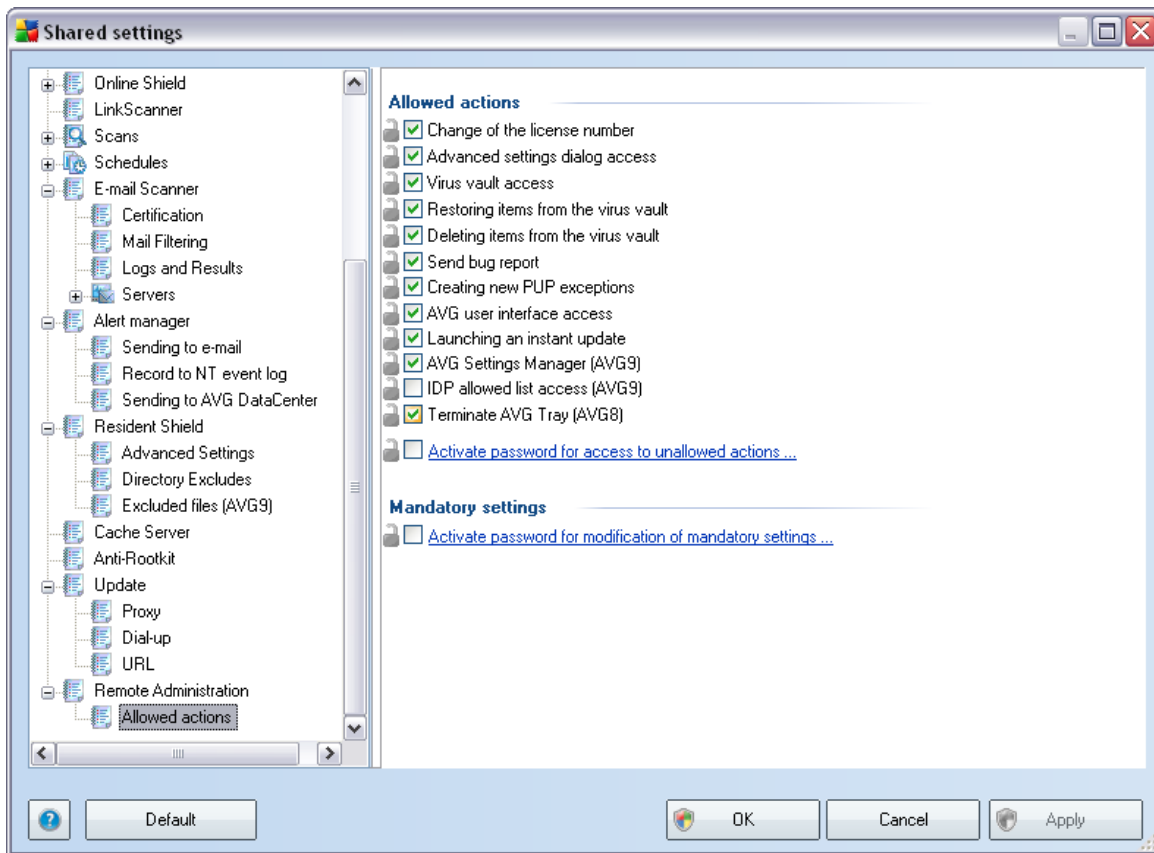 Shared settings
Online Shield
LinkScanner
Scans
Schedules
E-mail Scanner
Certification
Mail Filtering
Logs and Results
Servers
Alert manager
Sending to e-mail
Record to NT event log
Sending to AVG DataCenter
Resident Shield
Advanced Settings
Directory Excludes
Excluded files (AVG9)
Cache Server
Anti-Rootkit
Update
Proxy
Dial-up
URL
Remote Administration
Allowed actions
Allowed actions
Change of the license number
Advanced settings dialog access
Virus vault access
Restoring items from the virus vault
Deleting items from the virus vault
Send bug report
Creating new PUP exceptions
AVG user interface access
Launching an instant update
AVG Settings Manager (AVG9)
IDP allowed list access (AVG9)
Terminate AVG Tray (AVG8)
Activate password for access to unallowed actions ...
Mandatory settings
Activate password for modification of mandatory settings ...
Default
OK
Cancel
Apply